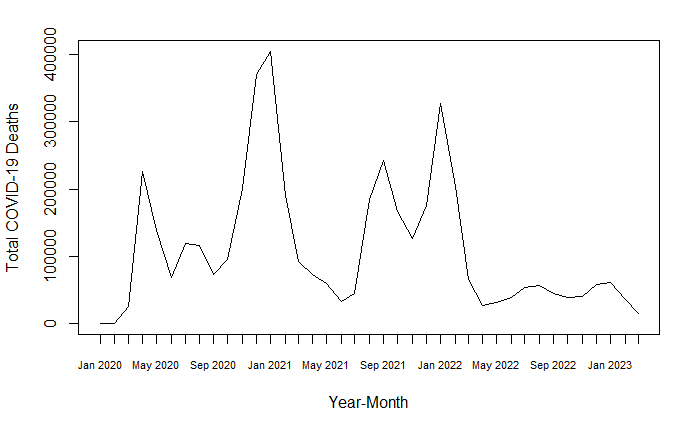 Total COVID-19 Deaths
400000
300000
200000
100000
0
Jan 2020 May 2020 Sep 2020 Jan 2021 May 2021 Sep 2021 Jan 2022 May 2022 Sep 2022 Jan 2023
Year-Month